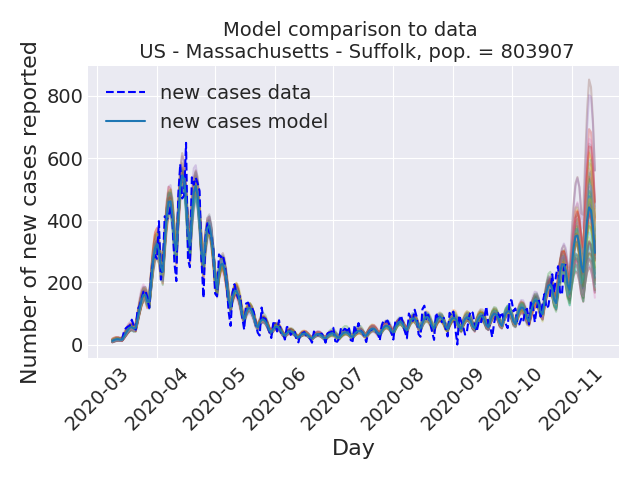 Model comparison to data
US - Massachusetts - Suffolk, pop. = 803907
Number of new cases reported
800
600
400
200
0
new cases data
new cases model
2020-03
2020-04
2020-05
2020-06
2020-07
2020-08
2020-09
2020-10
2020-11
Day